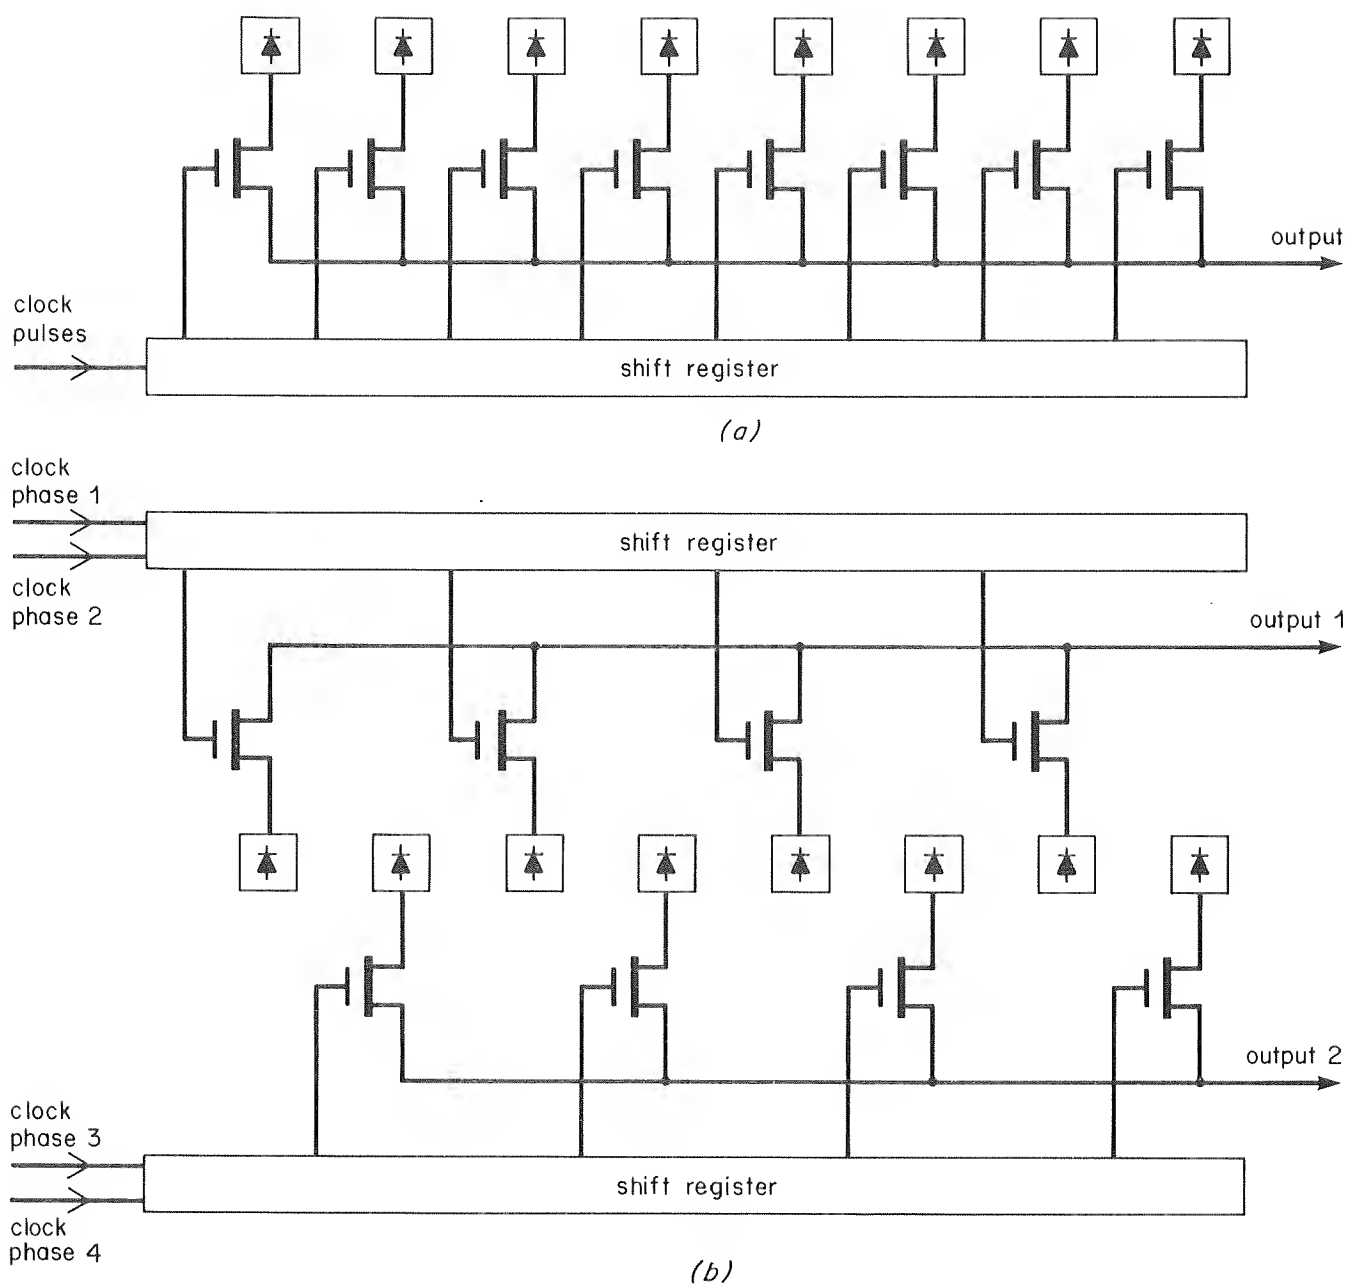 output
clock
pulses
shift register
(a)
clock
phase 1
shift register
clock
phase 2
output 1
output 2
clock
phase 3
shift register
clock
phase 4
(b)